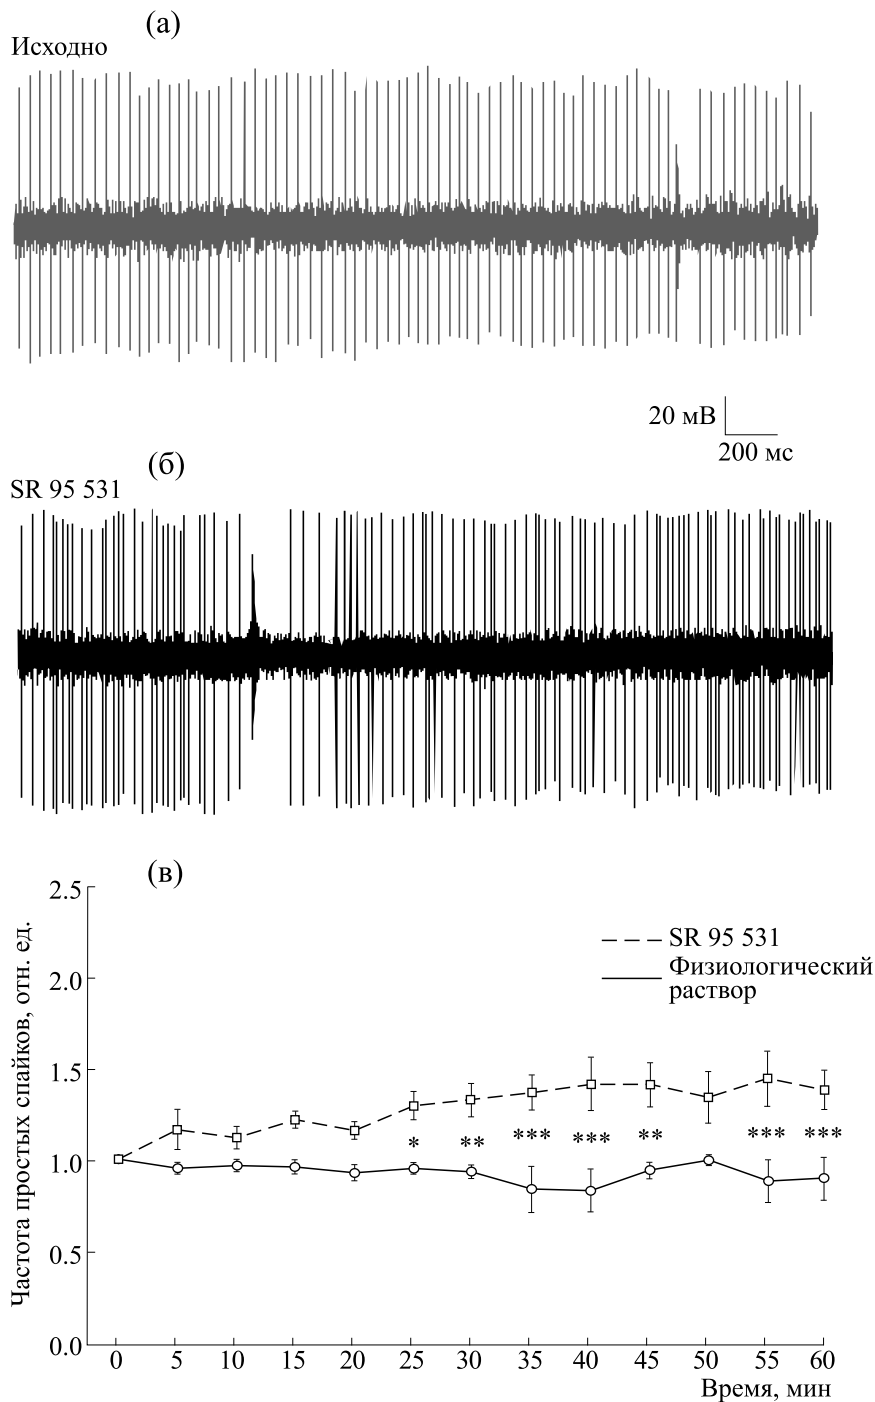 (а)
Исходно
20 мВ
200 мс
(б)
SR 95 531
(в)
2.5
2.0
1.5
1.0
0.5
0.0
Частота простых спайков, отн. ед.
SR 95 531
Физиологический
раствор
* ** *** *** ** *** ***
0 5 10 15 20 25 30 35 40 45 50 55 60
Время, мин